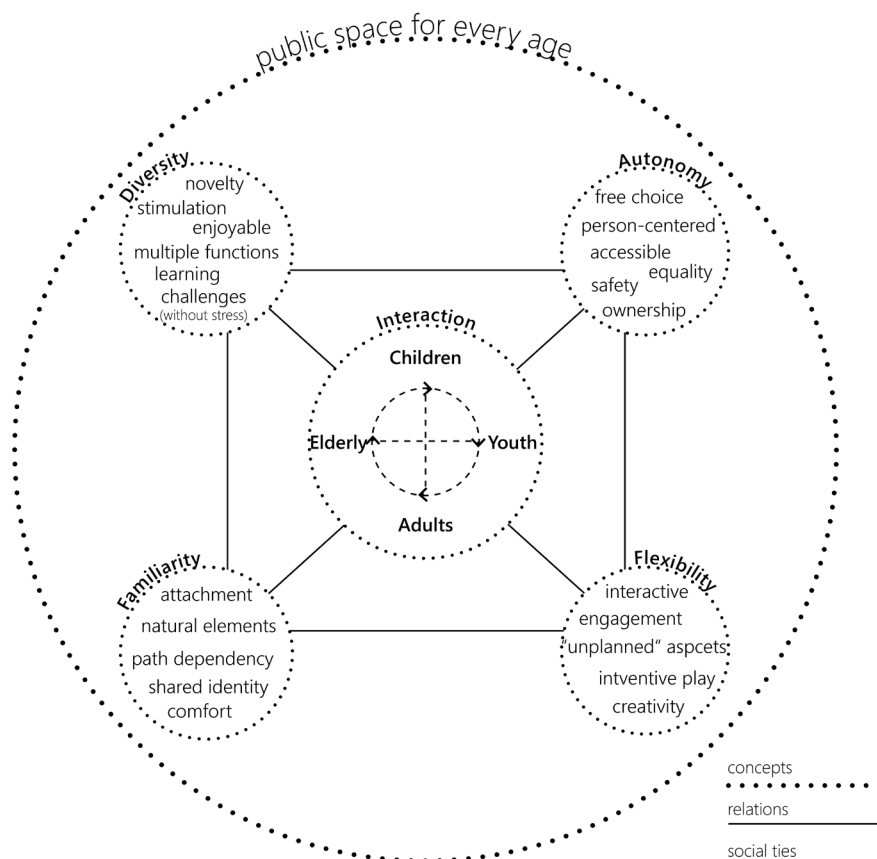 public space for every age
Diversity
novelty
stimulation
enjoyable
multiple functions
learning
challenges
(without stress)
Autonomy
free choice
person-centered
accessible
equality
safety
ownership
Interaction
Children
Elderly
Youth
Adults
Familiarity
attachment
natural elements
path dependency
shared identity
comfort
Flexibility
interactive
engagement
"unplanned" aspcets
intventive play
creativity
concepts
relations
social ties